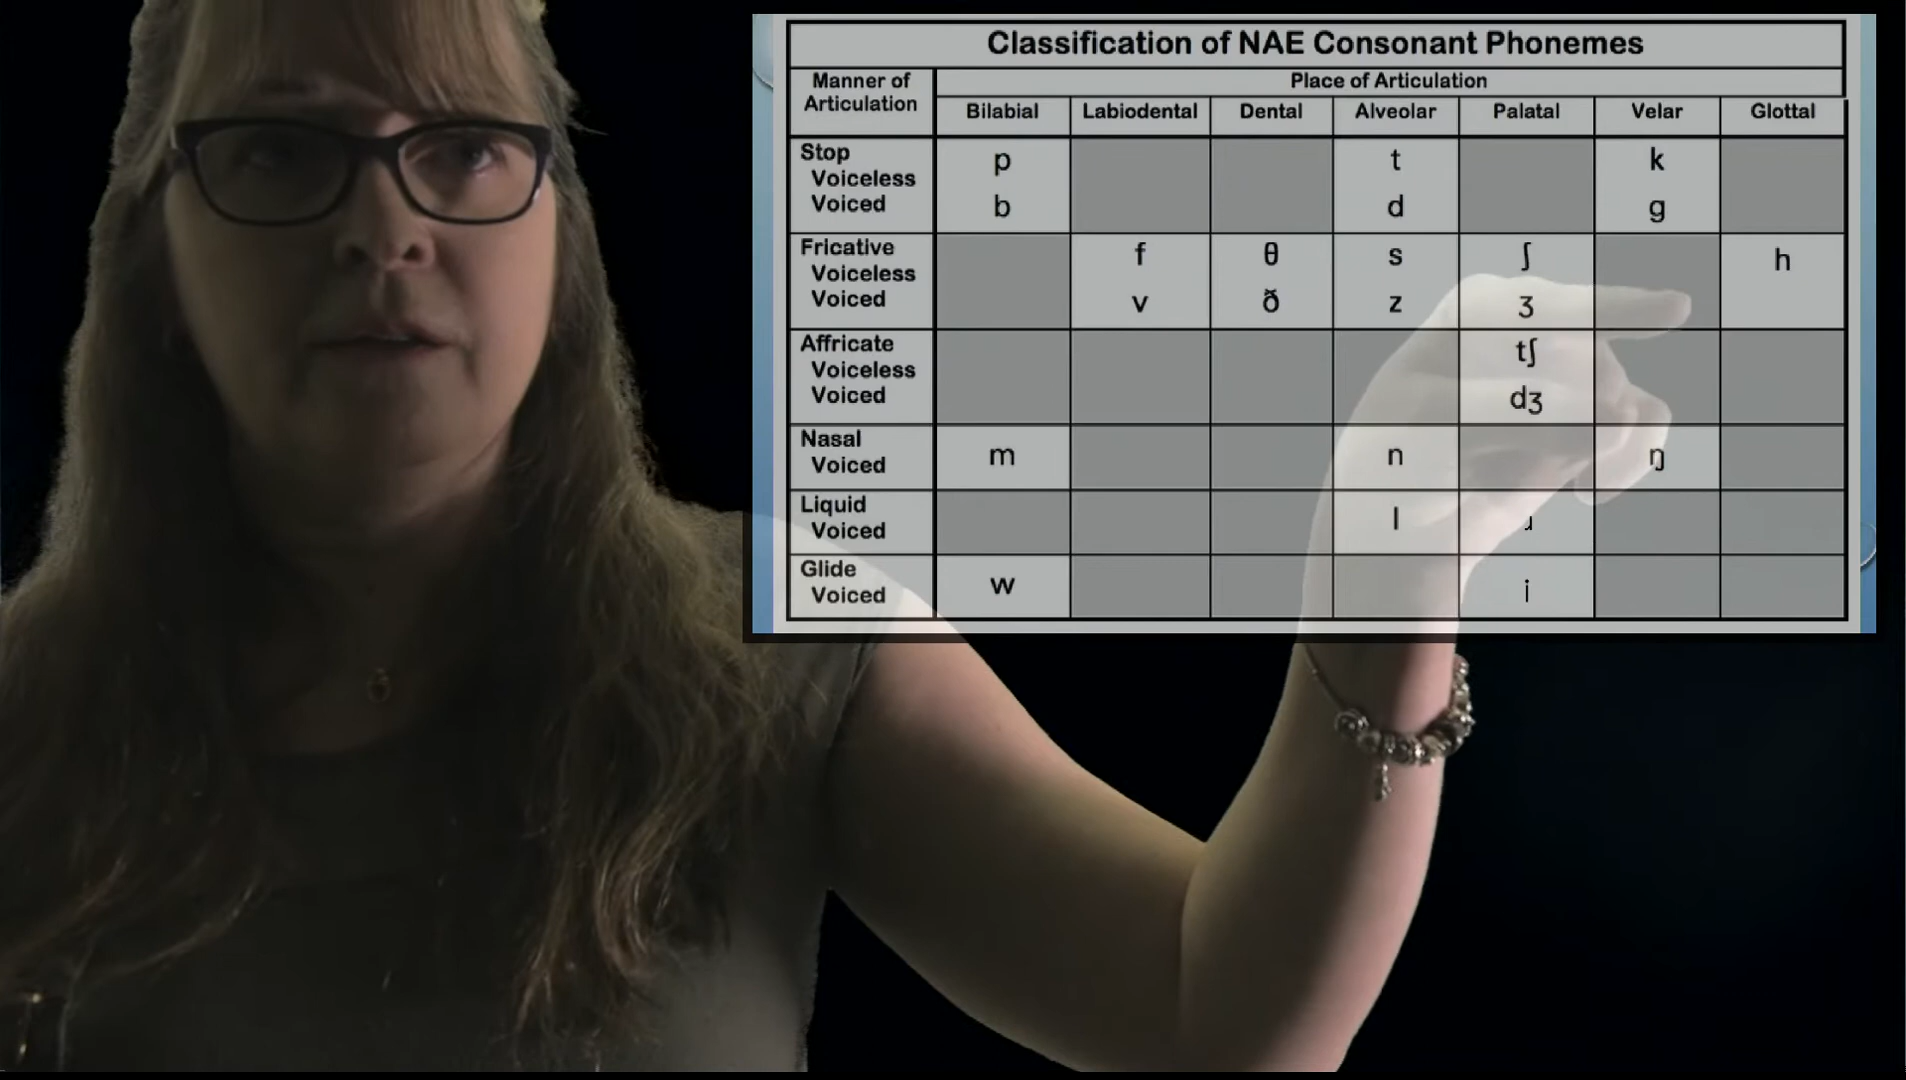 Classification of NAE Consonant Phonemes
Manner of Articulation Place of Articulation
Bilabial Labiodental Dental Alveolar Palatal Velar Glottal
Stop
Voiceless p t k
Voiced b d g
Fricative
Voiceless f θ s ʃ h
Voiced v ð z ʒ
Affricate
Voiceless tʃ
Voiced dʒ
Nasal
Voiced m n ŋ
Liquid
Voiced l
Glide
Voiced w j